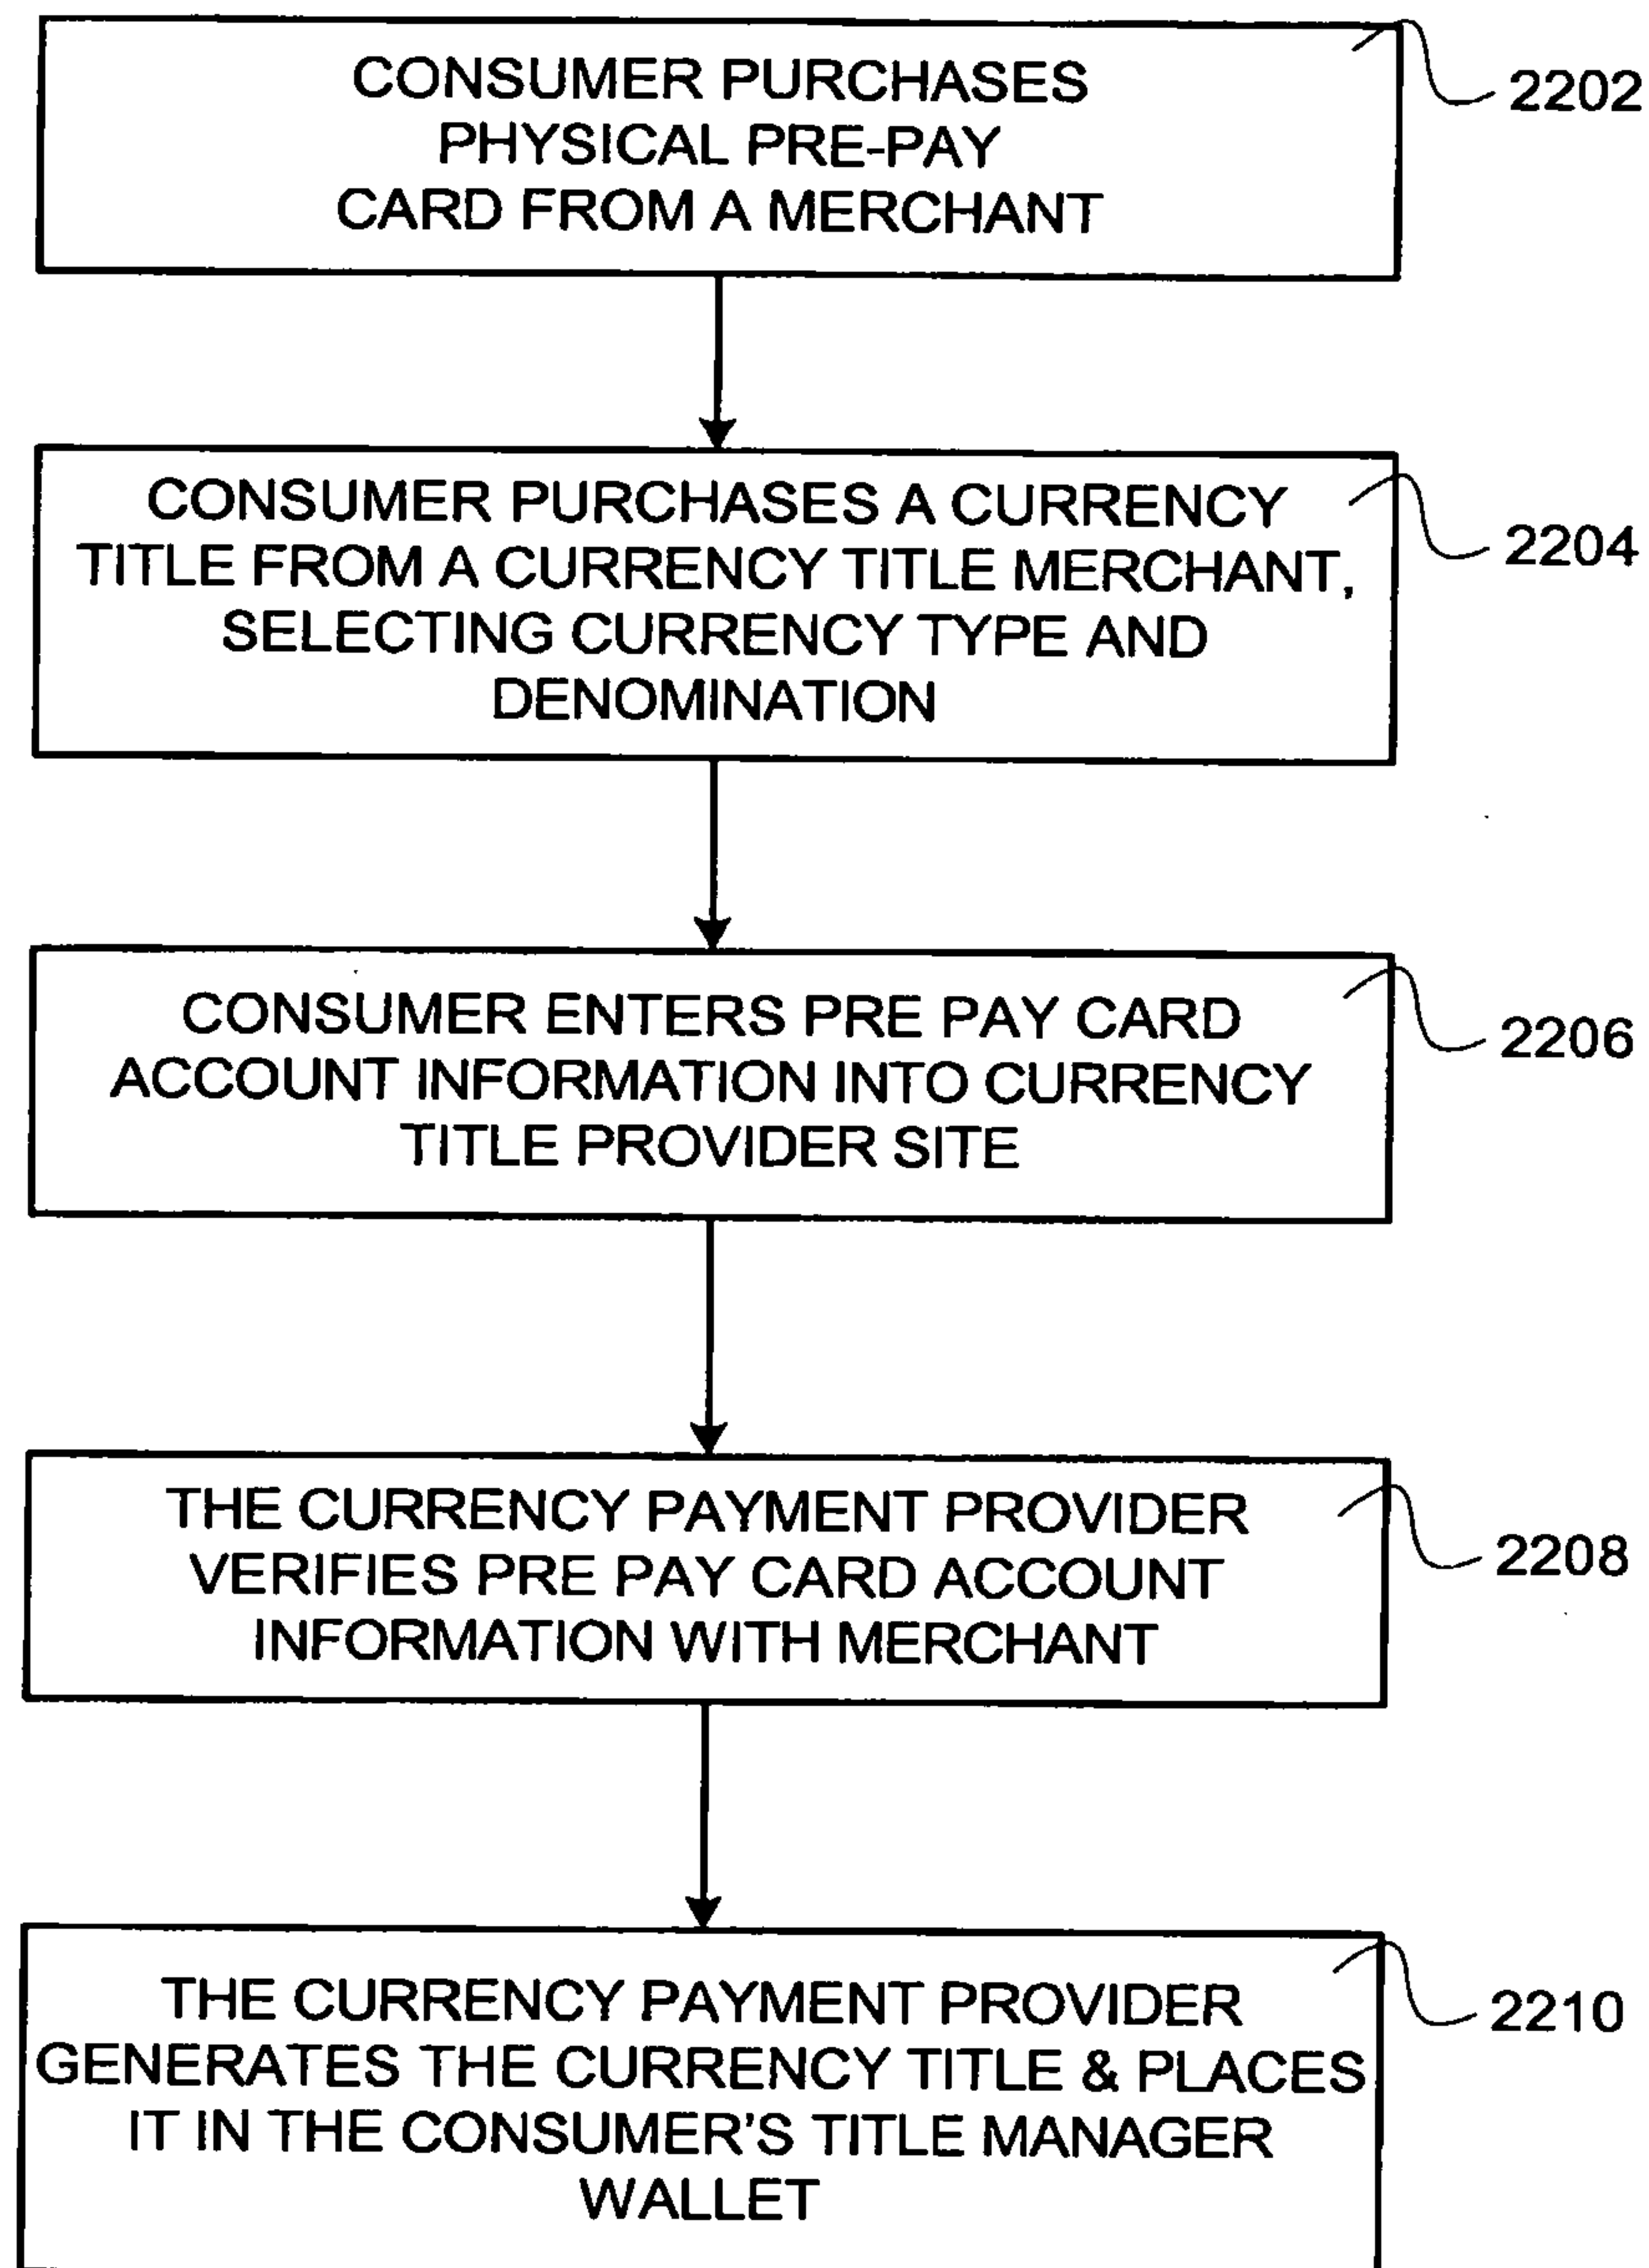 CONSUMER PURCHASES
PHYSICAL PRE-PAY
CARD FROM A MERCHANT
2202
CONSUMER PURCHASES A CURRENCY
TITLE FROM A CURRENCY TITLE MERCHANT,
SELECTING CURRENCY TYPE AND
DENOMINATION
2204
CONSUMER ENTERS PRE PAY CARD
ACCOUNT INFORMATION INTO CURRENCY
TITLE PROVIDER SITE
2206
THE CURRENCY PAYMENT PROVIDER
VERIFIES PRE PAY CARD ACCOUNT
INFORMATION WITH MERCHANT
2208
THE CURRENCY PAYMENT PROVIDER
GENERATES THE CURRENCY TITLE & PLACES
IT IN THE CONSUMER'S TITLE MANAGER
WALLET
2210